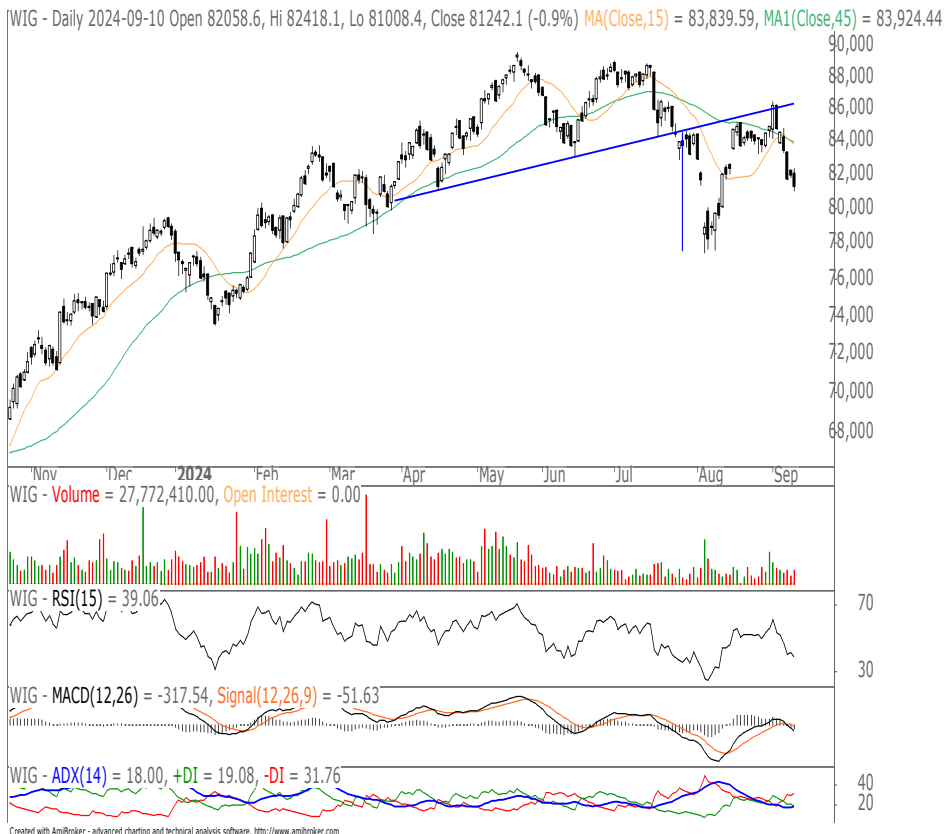 WIG - Daily 2024-09-10 Open 82058.6, Hi 82418.1, Lo 81008.4, Close 81242.1 (-0.9%) MA(Close,15) = 83,839.59, MA1(Close,45) = 83,924.44
90,000
88,000
86,000
84,000
82,000
80,000
78,000
76,000
74,000
72,000
70,000
68,000
Nov Dec 2024 Feb Mar Apr May Jun Jul Aug Sep
WIG - Volume = 27,772,410.00, Open Interest = 0.00
WIG - RSI(15) = 39.06
70
30
WIG - MACD(12,26) = -317.54, Signal(12,26,9) = -51.63
WIG - ADX(14) = 18.00, +DI = 19.08, -DI = 31.76
40
20
Created with AmiBroker - advanced charting and technical analysis software. http://www.amibroker.com